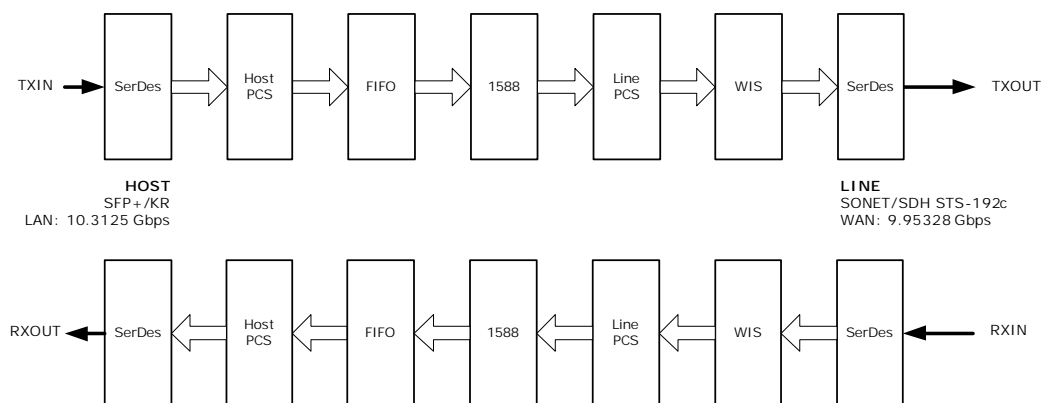 TXIN
SerDes
Host
PCS
FIFO
1588
Line
PCS
WIS
SerDes
TXOUT
HOST
SFP+/KR
LAN: 10.3125 Gbps
LINE
SONET/SDH STS-192c
WAN: 9.95328 Gbps
RXOUT
SerDes
Host
PCS
FIFO
1588
Line
PCS
WIS
SerDes
RXIN